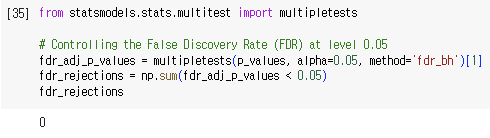 [35] from statsmodels.stats.multitest import multipletests
# Controlling the False Discovery Rate (FDR) at level 0.05
fdr_adj_p_values = multipletests(p_values, alpha=0.05, method='fdr_bh')[1]
fdr_rejections = np.sum(fdr_adj_p_values < 0.05)
fdr_rejections
0